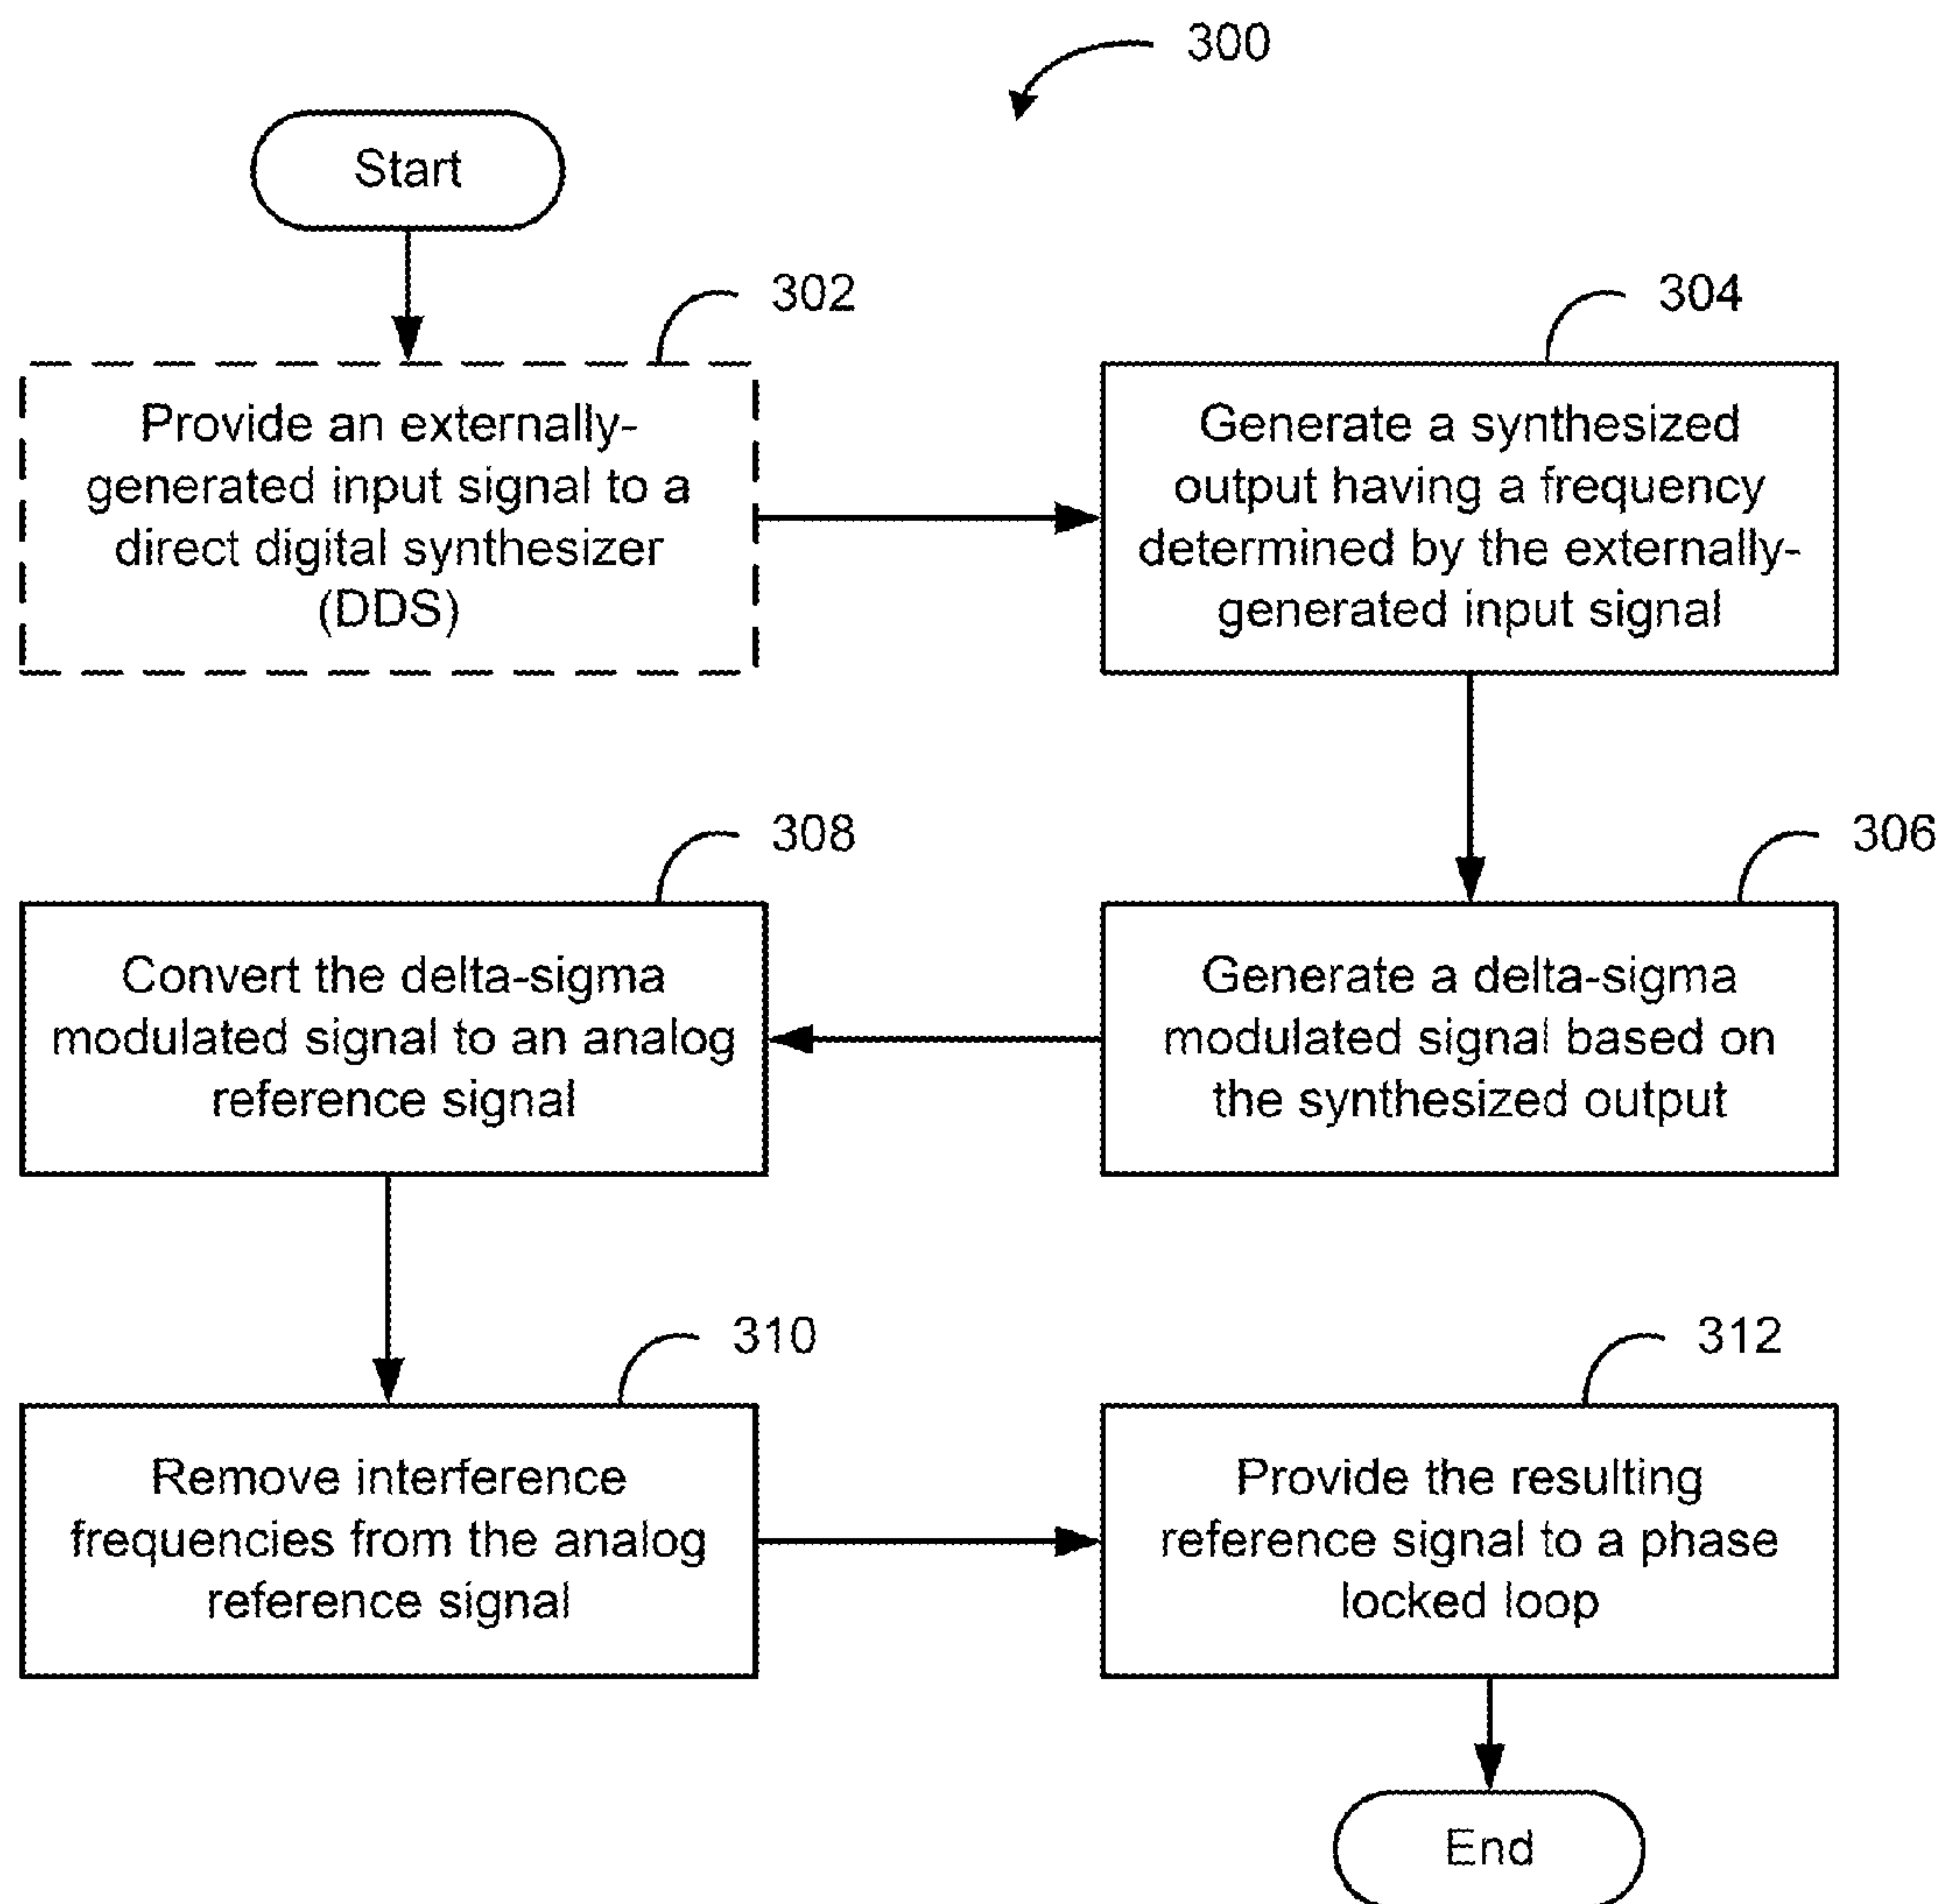 300
Start
302
Provide an externally-
generated input signal to a
direct digital synthesizer
(DDS)
304
Generate a synthesized
output having a frequency
determined by the externally-
generated input signal
306
Generate a delta-sigma
modulated signal based on
the synthesized output
308
Convert the delta-sigma
modulated signal to an analog
reference signal
310
Remove interference
frequencies from the analog
reference signal
312
Provide the resulting
reference signal to a phase
locked loop
End